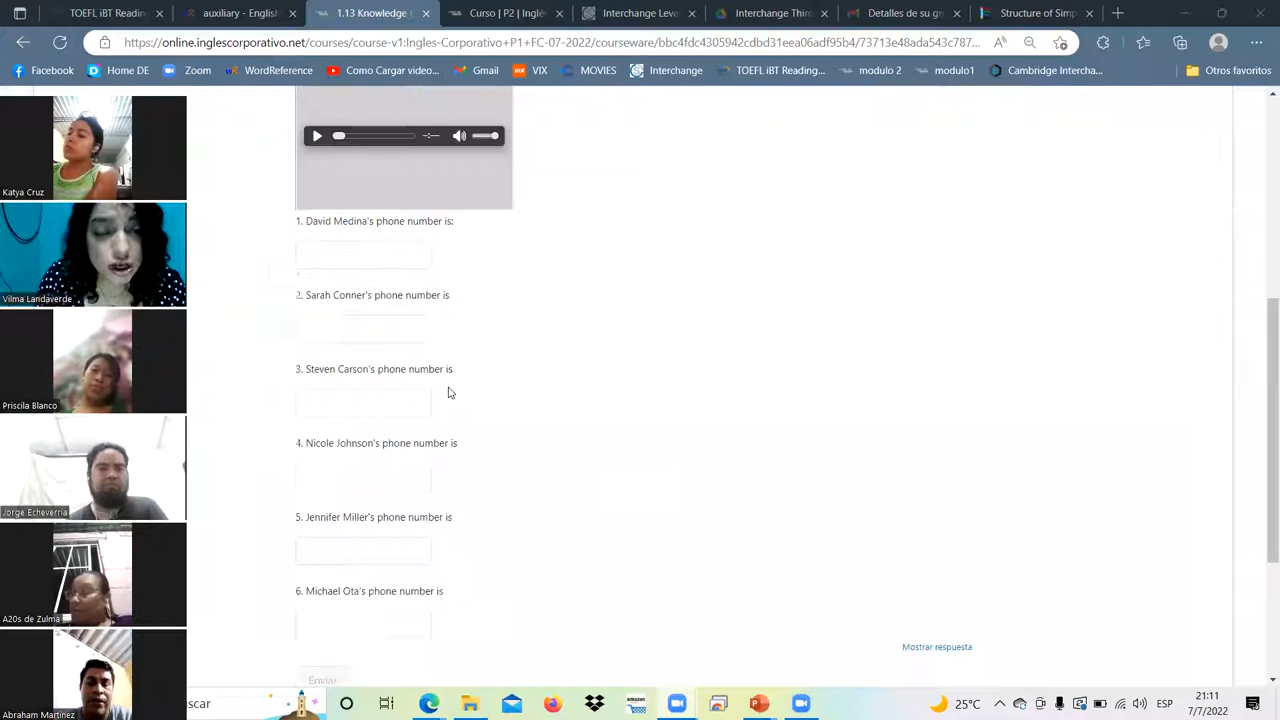 TOEFL iBT Readin
auxiliary - English
1.13 Knowledge
Curso | P2 | Inglé
Interchange Leve
Interchange Thir
Detalles de su gr
Structure of Simp
https://online.inglescorporativo.net/courses/course-v1:Ingles-Corporativo+P1+FC-07-2022/courseware/bbc4fdc4305942cdbd31eea06adf95b4/73713e48ada543c787...
Facebook
Home DE
Zoom
WordReference
Como Cargar video...
Gmail
VIX
MOVIES
Interchange
TOEFL iBT Reading...
modulo 2
modulo1
Cambridge Intercha...
Otros favoritos
Katya Cruz
Vilma Landaverde
Priscila Blanco
Jorge Echeverria
A20s de Zulma
Abraham Martínez
1. David Medina's phone number is:
2. Sarah Conner's phone number is
3. Steven Carson's phone number is
4. Nicole Johnson's phone number is
5. Jennifer Miller's phone number is
6. Michael Ota's phone number is
Mostrar respuesta
Enviar
scar
amazon
25°C
ESP
21:11
7/7/2022